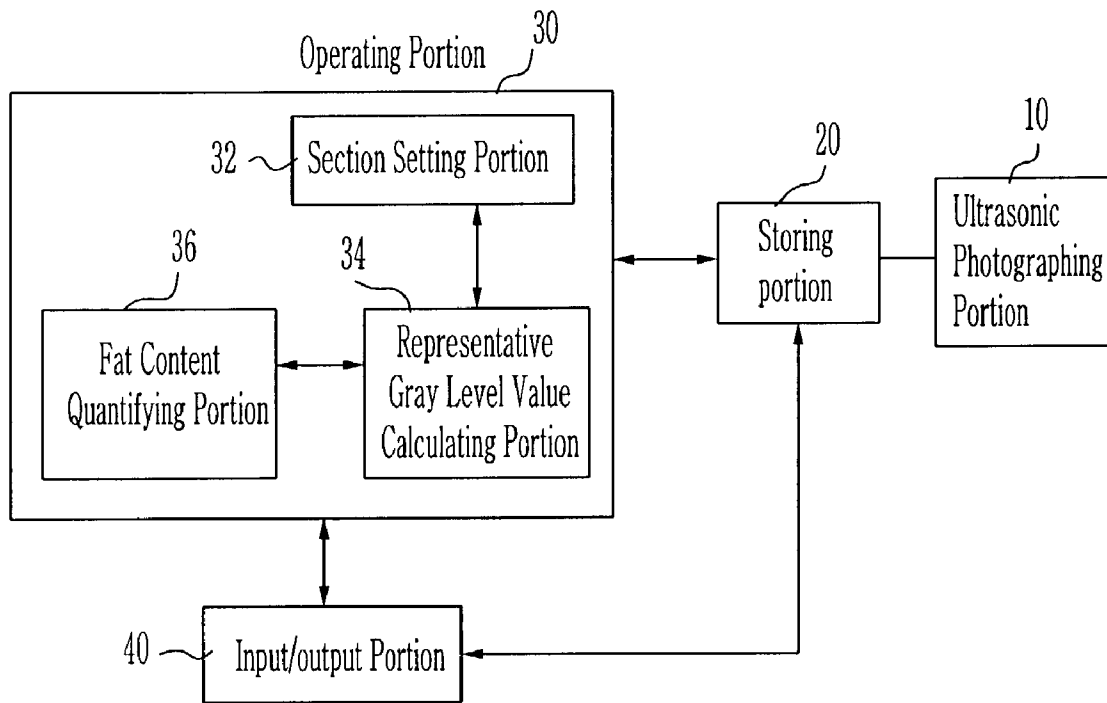 30
Operating Portion
32
Section Setting Portion
20
Storing
portion
10
Ultrasonic
Photographing
Portion
36
Fat Content
Quantifying Portion
34
Representative
Gray Level Value
Calculating Portion
40
Input/output Portion